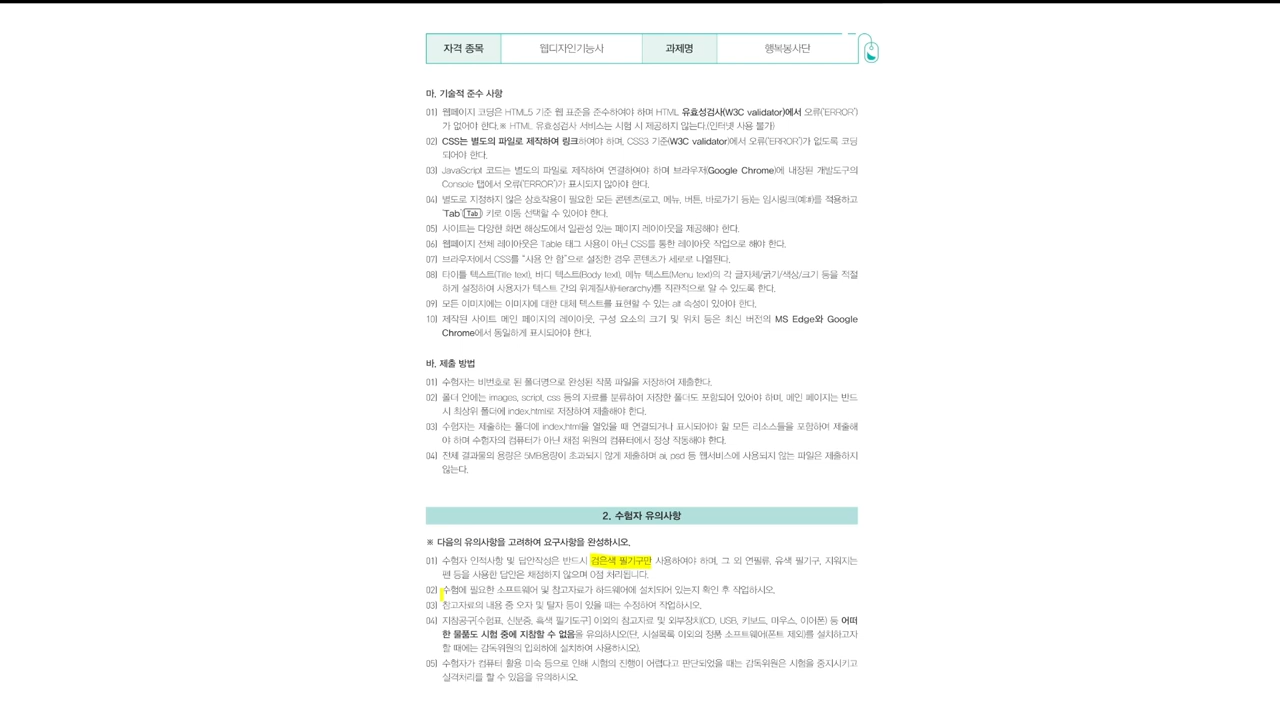 자격 종목 웹디자인기능사 과제명 행복봉사단
마. 기술적 준수 사항
01) 웹페이지 코딩은 HTML5 기준 웹 표준을 준수하여야 하며 HTML 유효성검사(W3C validator)에서 오류('ERROR')
가 없어야 한다.※ HTML 유효성검사 서비스는 시험 시 제공하지 않는다.(인터넷 사용 불가)
02) CSS는 별도의 파일로 제작하여 링크하여야 하며, CSS3 기준(W3C validator)에서 오류('ERROR')가 없도록 코딩
되어야 한다.
03) JavaScript 코드는 별도의 파일로 제작하여 연결하여야 하며 브라우저(Google Chrome)에 내장된 개발도구의
Console 탭에서 오류('ERROR')가 표시되지 않아야 한다.
04) 별도로 지정하지 않은 상호작용이 필요한 모든 콘텐츠(로고, 메뉴, 버튼, 바로가기 등)는 임시링크(예:#)를 적용하고
'Tab'(Tab) 키로 이동 선택할 수 있어야 한다.
05) 사이트는 다양한 화면 해상도에서 일관성 있는 페이지 레이아웃을 제공해야 한다.
06) 웹페이지 전체 레이아웃은 Table 태그 사용이 아닌 CSS를 통한 레이아웃 작업으로 해야 한다.
07) 브라우저에서 CSS를 "사용 안 함"으로 설정한 경우 콘텐츠가 세로로 나열된다.
08) 타이틀 텍스트(Title text), 바디 텍스트(Body text), 메뉴 텍스트(Menu text)의 각 글자체/굵기/색상/크기 등을 적절
하게 설정하여 사용자가 텍스트 간의 위계질서(Hierarchy)를 직관적으로 알 수 있도록 한다.
09) 모든 이미지에는 이미지에 대한 대체 텍스트를 표현할 수 있는 alt 속성이 있어야 한다.
10) 제작된 사이트 메인 페이지의 레이아웃, 구성 요소의 크기 및 위치 등은 최신 버전의 MS Edge와 Google
Chrome에서 동일하게 표시되어야 한다.
바. 제출 방법
01) 수험자는 비번호로 된 폴더명으로 완성된 작품 파일을 저장하여 제출한다.
02) 폴더 안에는 images, script, css 등의 자료를 분류하여 저장한 폴더도 포함되어 있어야 하며, 메인 페이지는 반드
시 최상위 폴더에 index.html로 저장하여 제출해야 한다.
03) 수험자는 제출하는 폴더에 index.html을 열었을 때 연결되거나 표시되어야 할 모든 리소스들을 포함하여 제출해
야 하며 수험자의 컴퓨터가 아닌 채점 위원의 컴퓨터에서 정상 작동해야 한다.
04) 전체 결과물의 용량은 5MB용량이 초과되지 않게 제출하며 ai, psd 등 웹서비스에 사용되지 않는 파일은 제출하지
않는다.
2. 수험자 유의사항
※ 다음의 유의사항을 고려하여 요구사항을 완성하시오.
01) 수험자 인적사항 및 답안작성은 반드시 검은색 필기구만 사용하여야 하며, 그 외 연필류, 유색 필기구, 지워지는
펜 등을 사용한 답안은 채점하지 않으며 0점 처리됩니다.
02) 수험에 필요한 소프트웨어 및 참고자료가 하드웨어에 설치되어 있는지 확인 후 작업하시오.
03) 참고자료의 내용 중 오자 및 탈자 등이 있을 때는 수정하여 작업하시오.
04) 지참공구[수험표, 신분증, 흑색 필기도구] 이외의 참고자료 및 외부장치(CD, USB, 키보드, 마우스, 이어폰) 등 어떠
한 물품도 시험 중에 지참할 수 없음을 유의하시오(단, 시설목록 이외의 정품 소프트웨어(폰트 제외)를 설치하고자
할 때에는 감독위원의 입회하에 설치하여 사용하시오).
05) 수험자가 컴퓨터 활용 미숙 등으로 인해 시험의 진행이 어렵다고 판단되었을 때는 감독위원은 시험을 중지시키고
실격처리를 할 수 있음을 유의하시오.